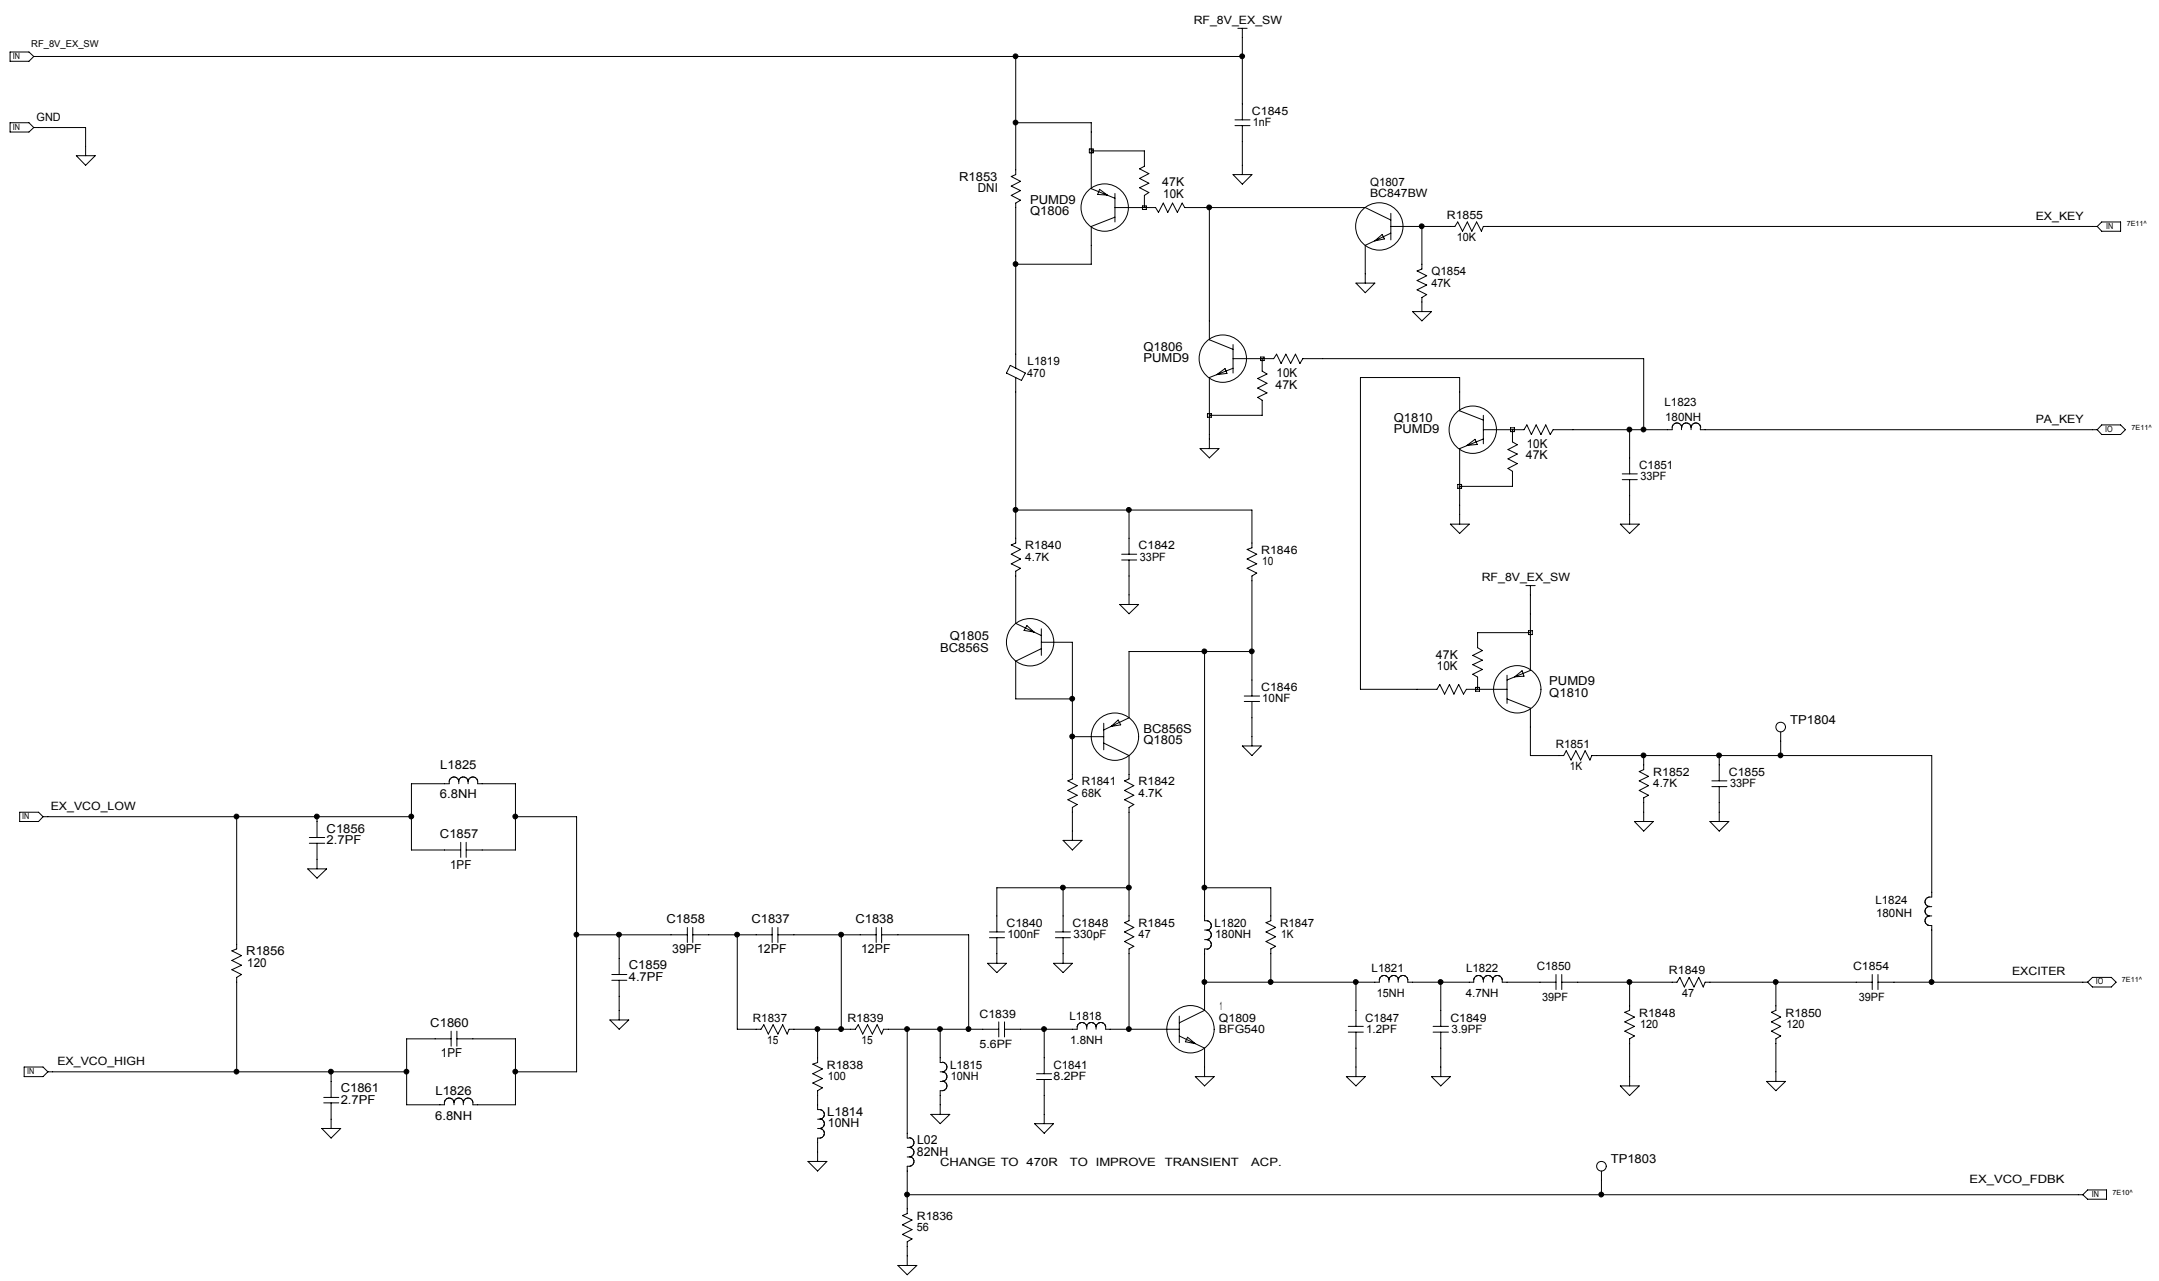 RF_8V_EX_SW
IN
RF_8V_EX_SW
IN
GND
C1845
1nF
R1853
DNI
PUMD9
Q1806
47K
10K
Q1807
BC847BW
R1855
10K
EX_KEY
IN
7E11^
Q1854
47K
Q1806
PUMD9
10K
47K
L1819
470
Q1810
PUMD9
10K
47K
L1823
180NH
PA_KEY
IO
7E11^
C1851
33PF
R1840
4.7K
C1842
33PF
R1846
10
RF_8V_EX_SW
Q1805
BC856S
47K
10K
PUMD9
Q1810
C1846
10NF
BC856S
Q1805
TP1804
R1851
1K
R1841
68K
R1842
4.7K
R1852
4.7K
C1855
33PF
L1825
6.8NH
EX_VCO_LOW
IN
C1856
2.7PF
C1857
1PF
L1824
180NH
C1858
39PF
C1837
12PF
C1838
12PF
C1840
100nF
C1848
330pF
R1845
47
L1820
180NH
R1847
1K
R1856
120
C1859
4.7PF
L1821
15NH
L1822
4.7NH
C1850
39PF
R1849
47
C1854
39PF
EXCITER
IO
7E11^
R1837
15
R1839
15
C1839
5.6PF
L1818
1.8NH
1
Q1809
BFG540
C1847
1.2PF
C1849
3.9PF
R1848
120
R1850
120
C1860
1PF
EX_VCO_HIGH
IN
R1838
100
L1815
10NH
C1841
8.2PF
C1861
2.7PF
L1826
6.8NH
L1814
10NH
L02
82NH
CHANGE TO 470R TO IMPROVE TRANSIENT ACP.
TP1803
EX_VCO_FDBK
IN
7E10^
R1836
56